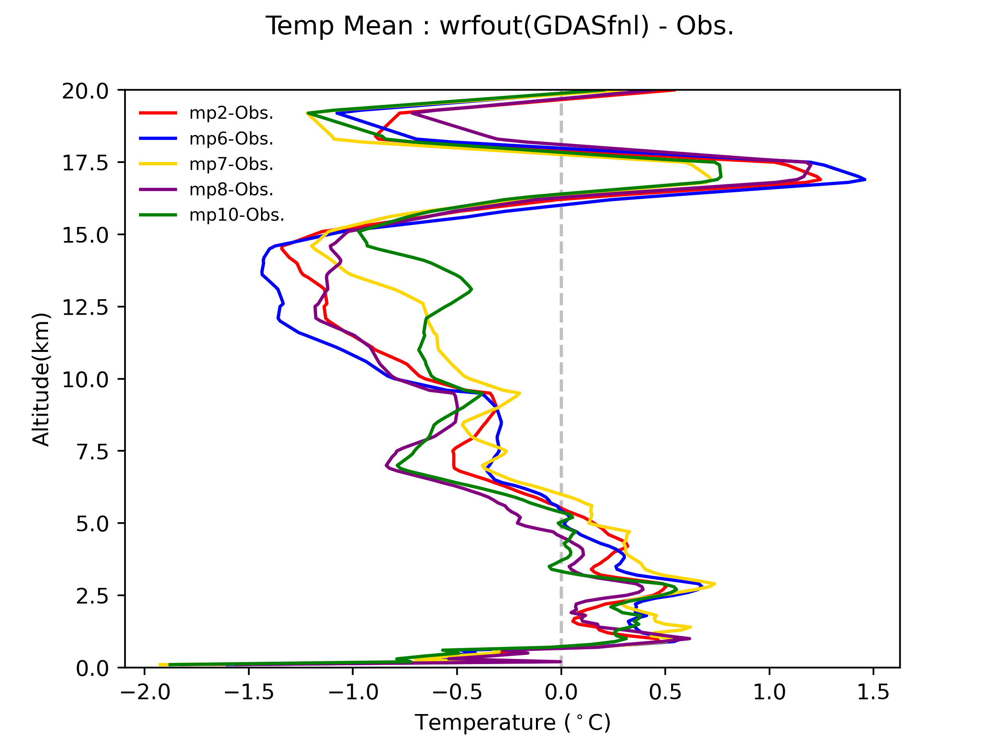 Temp Mean : wrfout(GDASfnl) - Obs.
20.0
17.5
15.0
12.5
10.0
7.5
5.0
2.5
0.0
Altitude(km)
mp2-Obs.
mp6-Obs.
mp7-Obs.
mp8-Obs.
mp10-Obs.
−2.0 −1.5 −1.0 −0.5 0.0 0.5 1.0 1.5
Temperature (°C)